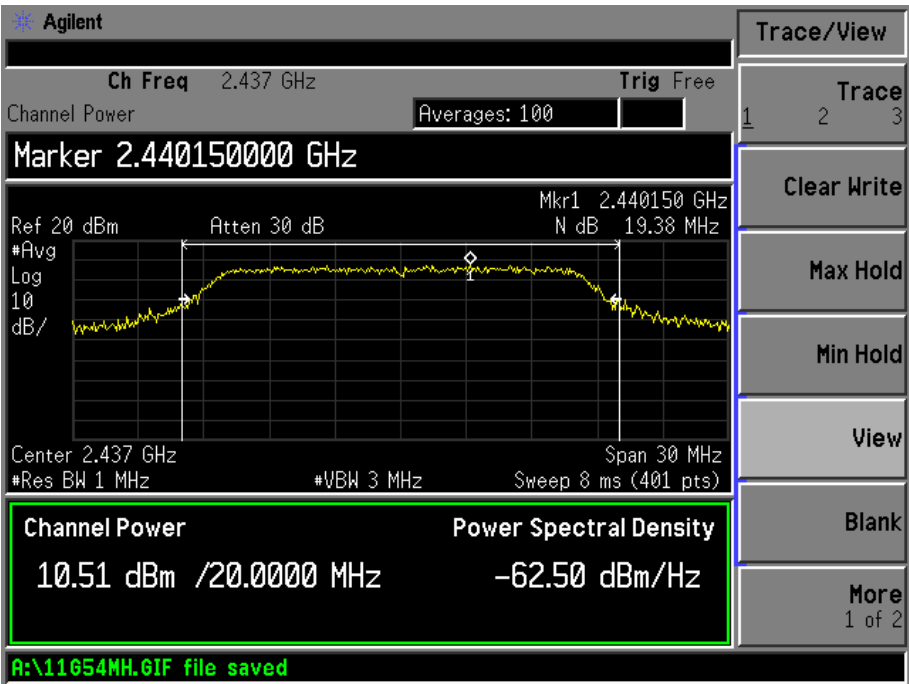 Agilent
Ch Freq 2.437 GHz Trig Free
Channel Power Averages: 100
Marker 2.440150000 GHz
Mkr1 2.440150 GHz
Ref 20 dBm Atten 30 dB N dB 19.38 MHz
#Avg
Log
10
dB/
1
Center 2.437 GHz Span 30 MHz
#Res BW 1 MHz #VBW 3 MHz Sweep 8 ms (401 pts)
Channel Power Power Spectral Density
10.51 dBm /20.0000 MHz -62.50 dBm/Hz
A:\11G54MH.GIF file saved
Trace/View
Trace
1 2 3
Clear Write
Max Hold
Min Hold
View
Blank
More
1 of 2